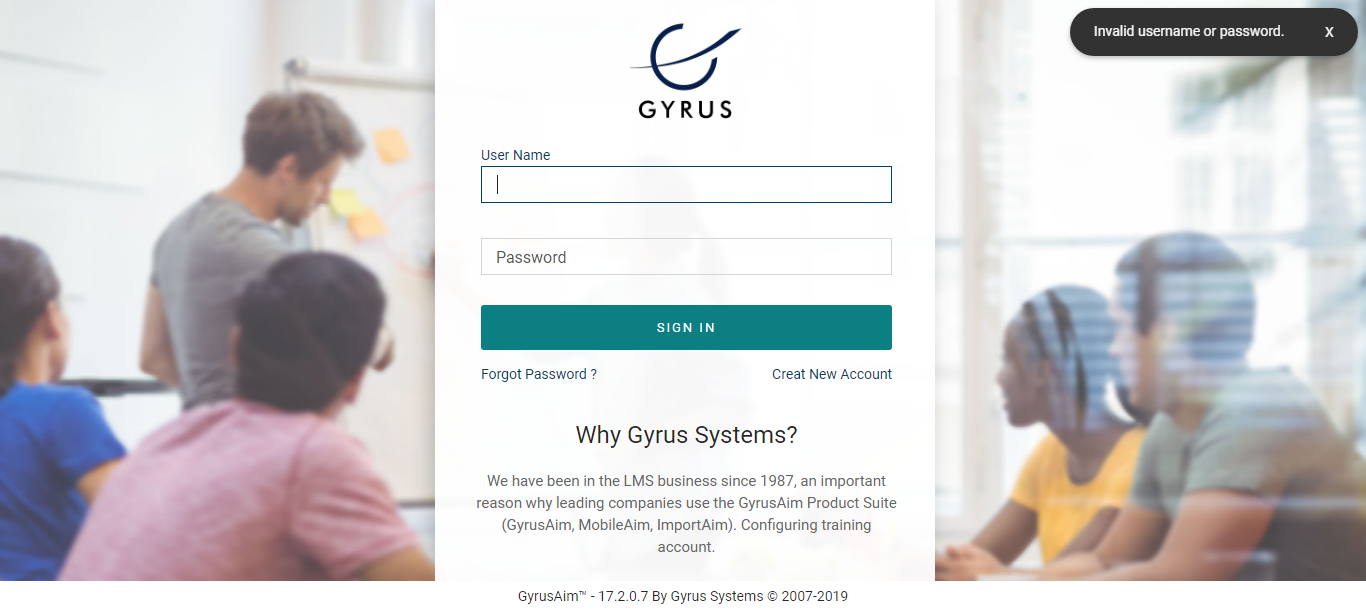 Invalid username or password. X
GYRUS
User Name
Password
SIGN IN
Forgot Password ? Creat New Account
Why Gyrus Systems?
We have been in the LMS business since 1987, an important
reason why leading companies use the GyrusAim Product Suite
(GyrusAim, MobileAim, ImportAim). Configuring training
account.
GyrusAim™ - 17.2.0.7 By Gyrus Systems © 2007-2019